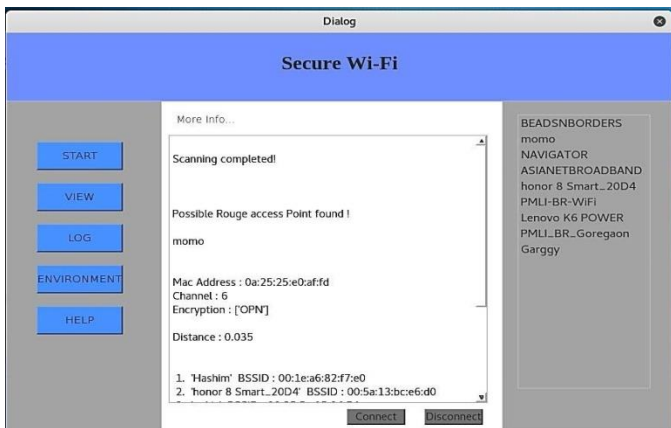 Dialog
Secure Wi-Fi
START
VIEW
LOG
ENVIRONMENT
HELP
More Info...
Scanning completed!
Possible Rouge access Point found !
momo
Mac Address : 0a:25:25:e0:af:fd
Channel : 6
Encryption : ['OPN']
Distance : 0.035
1. 'Hashim' BSSID : 00:1e:a6:82:f7:e0
2. 'honor 8 Smart_20D4' BSSID : 00:5a:13:bc:e6:d0
Connect
Disconnect
BEADSNBORDERS
momo
NAVIGATOR
ASIANETBROADBAND
honor 8 Smart_20D4
PMLI-BR-WiFi
Lenovo K6 POWER
PMLI_BR_Goregaon
Garggy